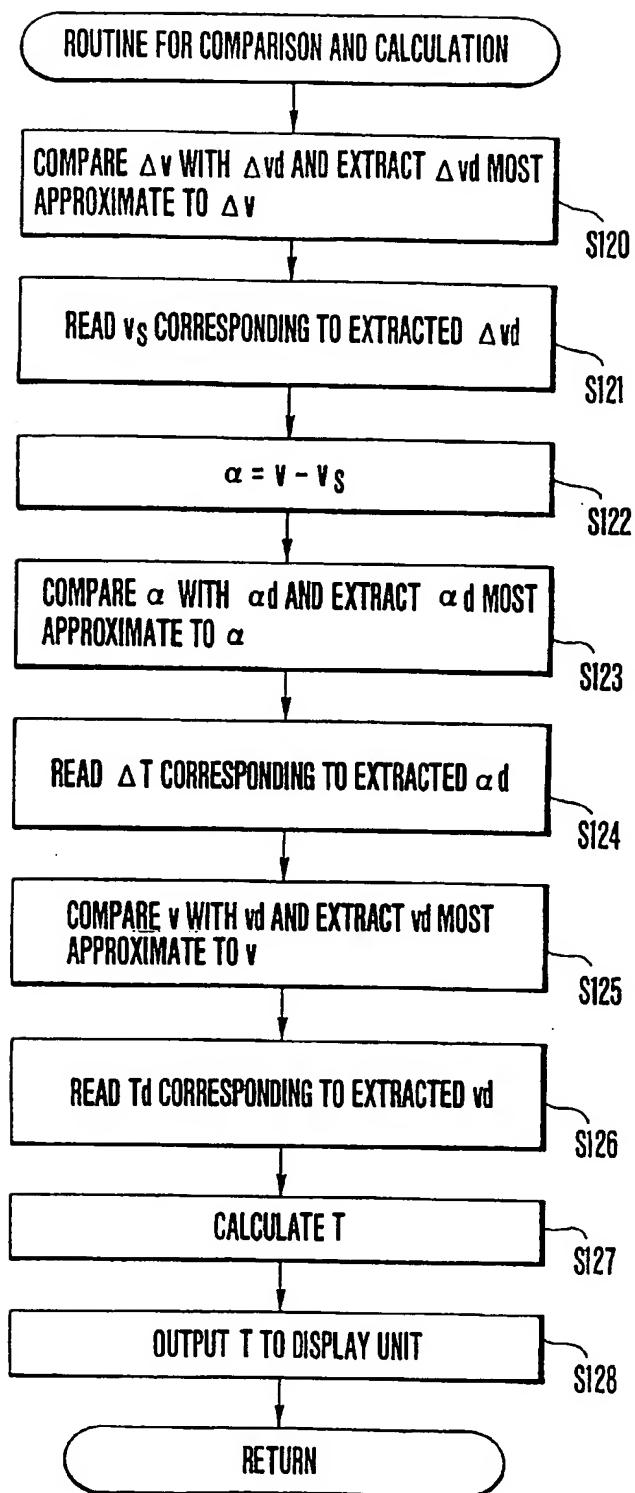 ROUTINE FOR COMPARISON AND CALCULATION
COMPARE Δv WITH Δvd AND EXTRACT Δvd MOST
APPROXIMATE TO Δv
S120
READ vS CORRESPONDING TO EXTRACTED Δvd
S121
α = v - vS
S122
COMPARE α WITH αd AND EXTRACT αd MOST
APPROXIMATE TO α
S123
READ ΔT CORRESPONDING TO EXTRACTED αd
S124
COMPARE v WITH vd AND EXTRACT vd MOST
APPROXIMATE TO v
S125
READ Td CORRESPONDING TO EXTRACTED vd
S126
CALCULATE T
S127
OUTPUT T TO DISPLAY UNIT
S128
RETURN